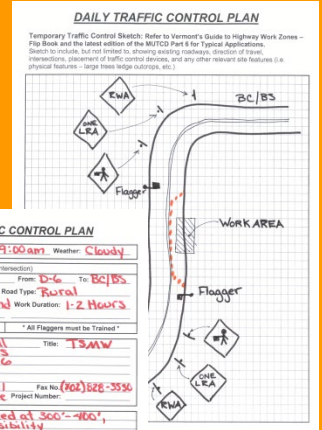 DAILY TRAFFIC CONTROL PLAN
Temporary Traffic Control Sketch: Refer to Vermont's Guide to Highway Work Zones –
Flip Book and the latest edition of the MUTCD Part 6 for Typical Applications.
Sketch to include, but not limited to, showing existing roadways, direction of travel,
intersections, placement of traffic control devices, and any other relevant site features (i.e.
physical features – large trees ledge outcrops, etc.)
RWA
BC/BS
ONE
LRA
Flagger
WORK AREA
Flagger
ONE
LRA
RWA
C CONTROL PLAN
9:00am Weather: Cloudy
ntersection)
From: D-6 To: BC/BS
Road Type: Rural
Work Duration: 1-2 Hours
* All Flaggers must be Trained *
Title: TSMW
Fax No. (802) 828-3550
Project Number:
ed at 300'-400',
sibility